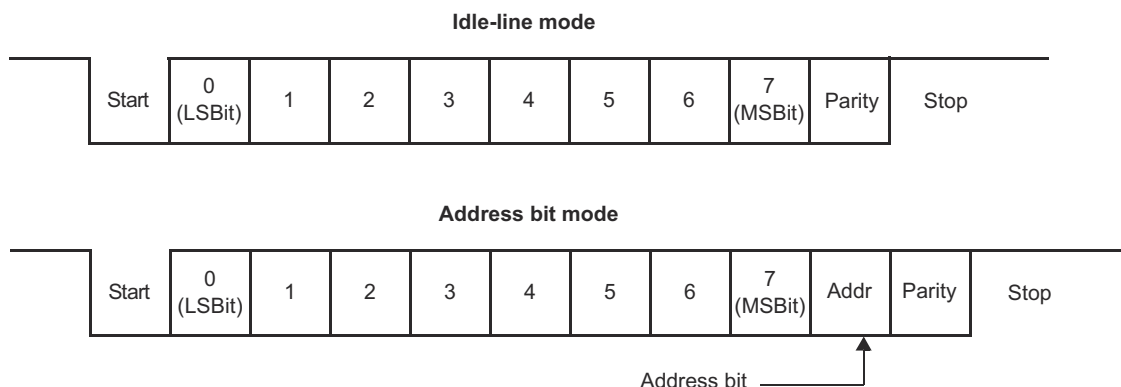 Idle-line mode
Start 0 (LSBit) 1 2 3 4 5 6 7 (MSBit) Parity Stop
Address bit mode
Start 0 (LSBit) 1 2 3 4 5 6 7 (MSBit) Addr Parity Stop
Address bit